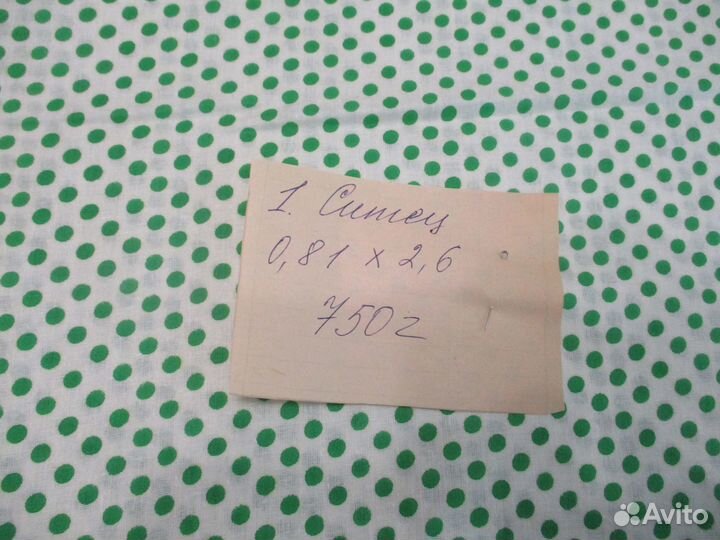 1. Ситец
0,81 x 2,6
750г
Avito